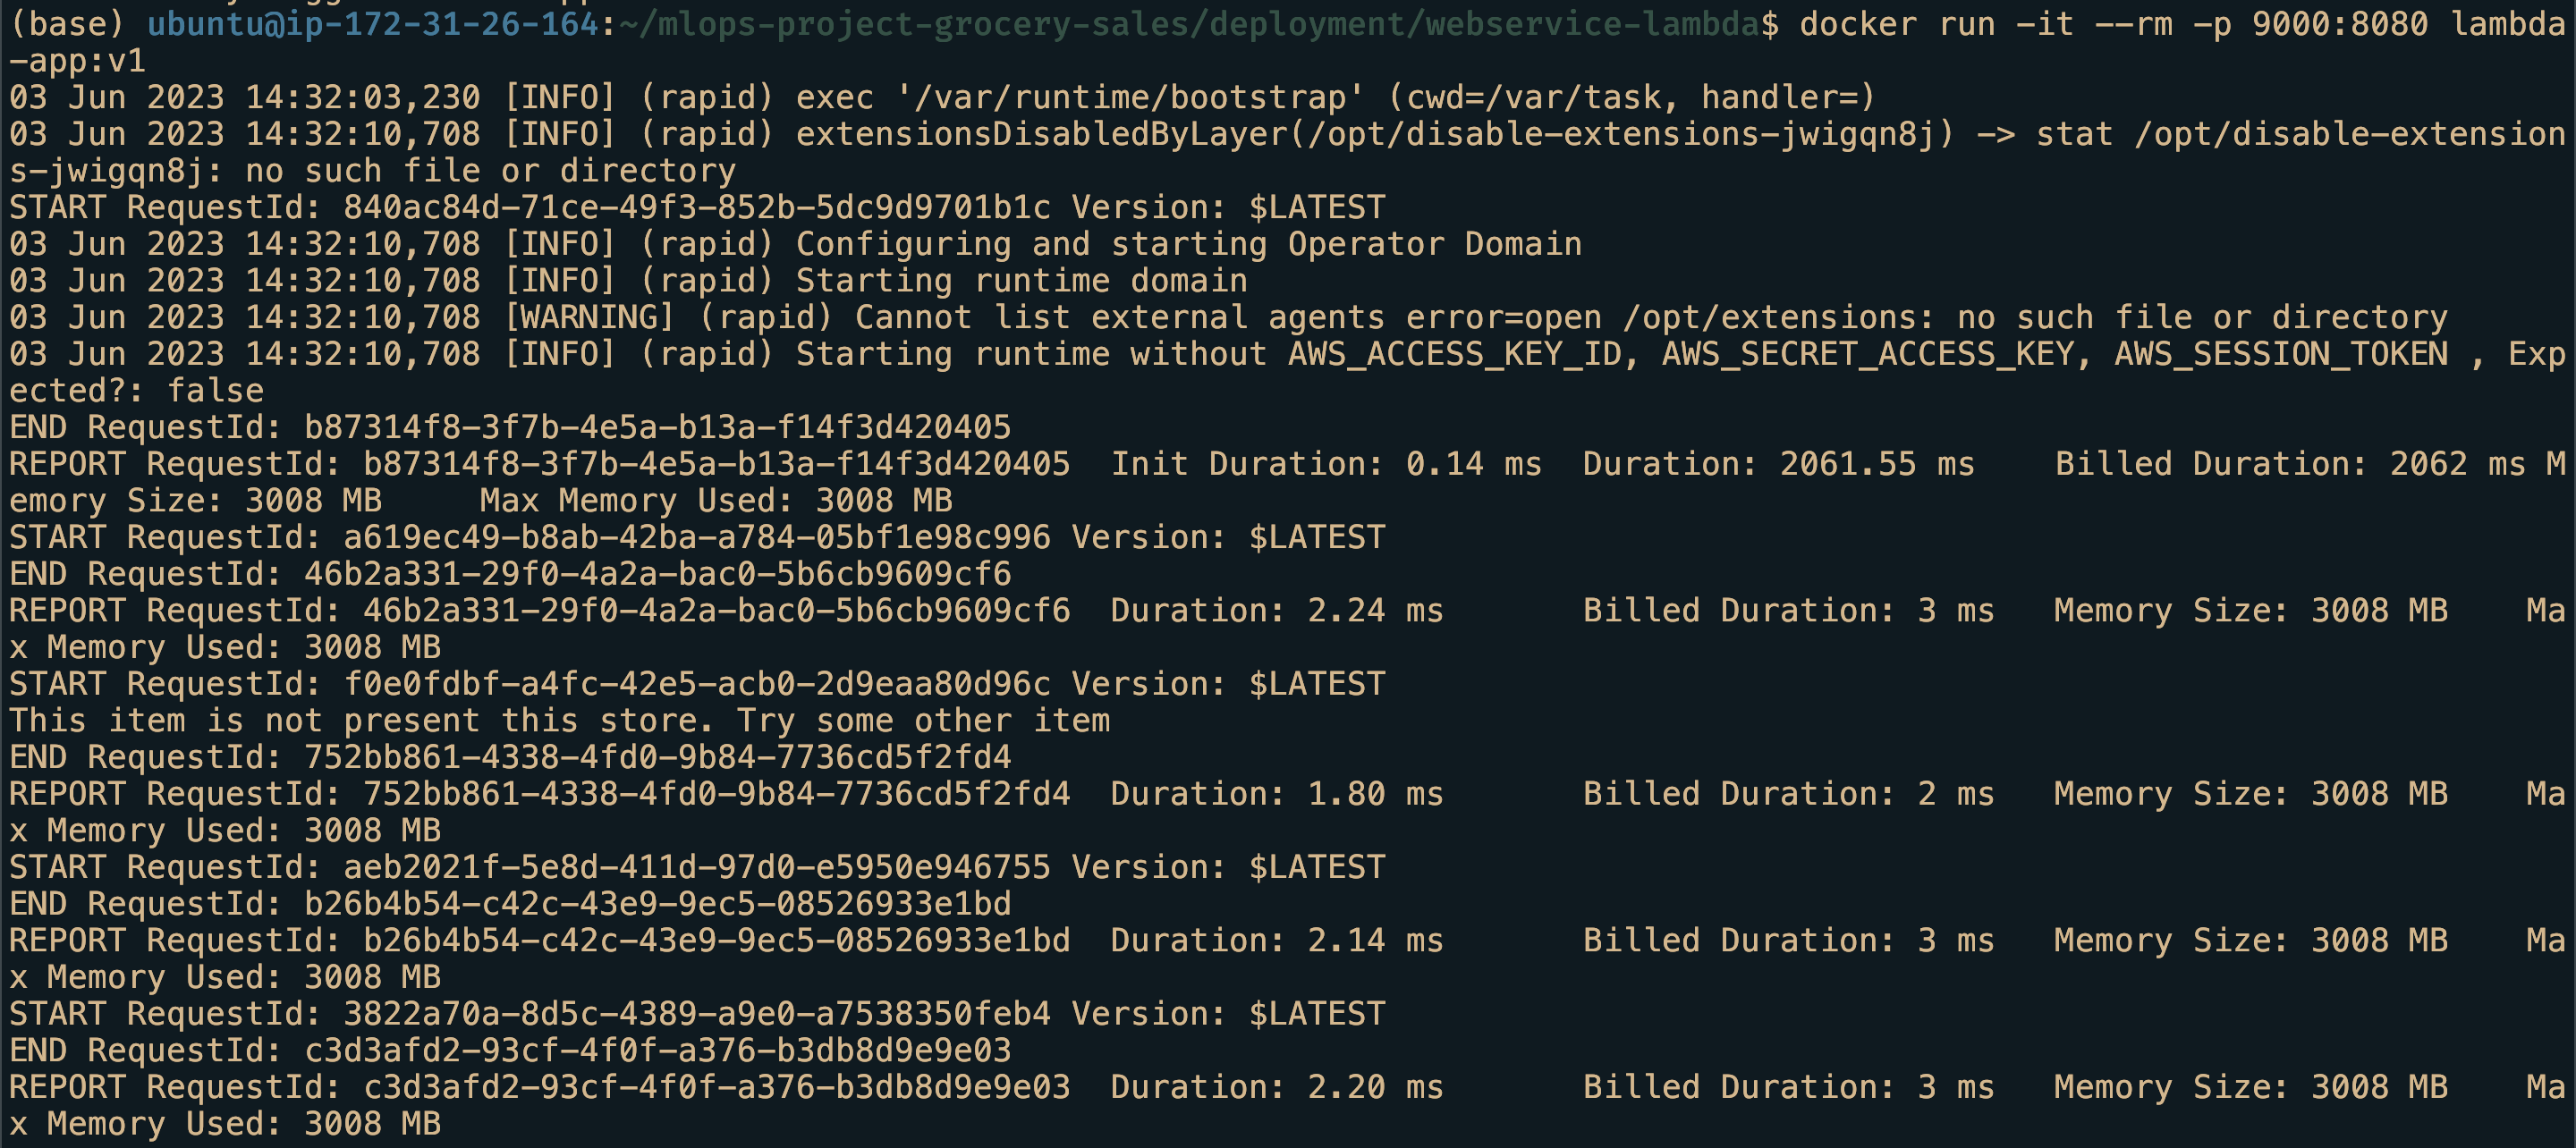 (base) ubuntu@ip-172-31-26-164:~/mlops-project-grocery-sales/deployment/webservice-lambda$ docker run -it --rm -p 9000:8080 lambda
-app:v1
03 Jun 2023 14:32:03,230 [INFO] (rapid) exec '/var/runtime/bootstrap' (cwd=/var/task, handler=)
03 Jun 2023 14:32:10,708 [INFO] (rapid) extensionsDisabledByLayer(/opt/disable-extensions-jwigqn8j) -> stat /opt/disable-extension
s-jwigqn8j: no such file or directory
START RequestId: 840ac84d-71ce-49f3-852b-5dc9d9701b1c Version: $LATEST
03 Jun 2023 14:32:10,708 [INFO] (rapid) Configuring and starting Operator Domain
03 Jun 2023 14:32:10,708 [INFO] (rapid) Starting runtime domain
03 Jun 2023 14:32:10,708 [WARNING] (rapid) Cannot list external agents error=open /opt/extensions: no such file or directory
03 Jun 2023 14:32:10,708 [INFO] (rapid) Starting runtime without AWS_ACCESS_KEY_ID, AWS_SECRET_ACCESS_KEY, AWS_SESSION_TOKEN , Exp
ected?: false
END RequestId: b87314f8-3f7b-4e5a-b13a-f14f3d420405
REPORT RequestId: b87314f8-3f7b-4e5a-b13a-f14f3d420405  Init Duration: 0.14 ms  Duration: 2061.55 ms    Billed Duration: 2062 ms M
emory Size: 3008 MB     Max Memory Used: 3008 MB
START RequestId: a619ec49-b8ab-42ba-a784-05bf1e98c996 Version: $LATEST
END RequestId: 46b2a331-29f0-4a2a-bac0-5b6cb9609cf6
REPORT RequestId: 46b2a331-29f0-4a2a-bac0-5b6cb9609cf6  Duration: 2.24 ms       Billed Duration: 3 ms   Memory Size: 3008 MB    Ma
x Memory Used: 3008 MB
START RequestId: f0e0fdbf-a4fc-42e5-acb0-2d9eaa80d96c Version: $LATEST
This item is not present this store. Try some other item
END RequestId: 752bb861-4338-4fd0-9b84-7736cd5f2fd4
REPORT RequestId: 752bb861-4338-4fd0-9b84-7736cd5f2fd4  Duration: 1.80 ms       Billed Duration: 2 ms   Memory Size: 3008 MB    Ma
x Memory Used: 3008 MB
START RequestId: aeb2021f-5e8d-411d-97d0-e5950e946755 Version: $LATEST
END RequestId: b26b4b54-c42c-43e9-9ec5-08526933e1bd
REPORT RequestId: b26b4b54-c42c-43e9-9ec5-08526933e1bd  Duration: 2.14 ms       Billed Duration: 3 ms   Memory Size: 3008 MB    Ma
x Memory Used: 3008 MB
START RequestId: 3822a70a-8d5c-4389-a9e0-a7538350feb4 Version: $LATEST
END RequestId: c3d3afd2-93cf-4f0f-a376-b3db8d9e9e03
REPORT RequestId: c3d3afd2-93cf-4f0f-a376-b3db8d9e9e03  Duration: 2.20 ms       Billed Duration: 3 ms   Memory Size: 3008 MB    Ma
x Memory Used: 3008 MB